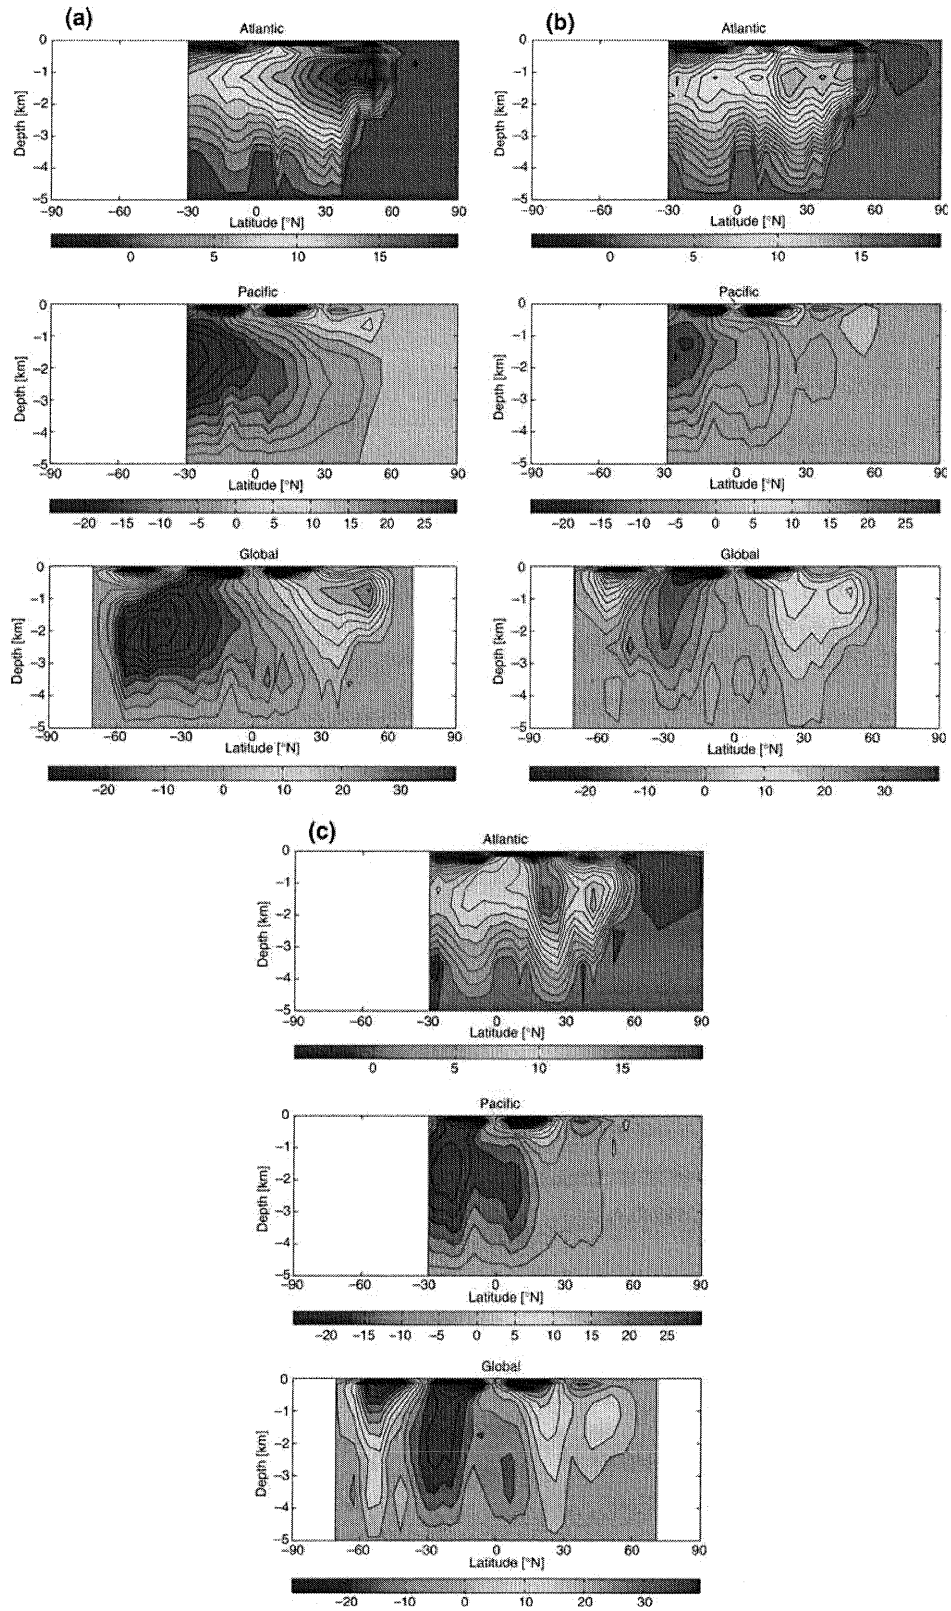 (a)
Atlantic
0
−1
−2
−3
−4
−5
Depth [km]
−90 −60 −30 0 30 60 90
Latitude [°N]
0 5 10 15
Pacific
0
−1
−2
−3
−4
−5
Depth [km]
−90 −60 −30 0 30 60 90
Latitude [°N]
−20 −15 −10 −5 0 5 10 15 20 25
Global
0
−1
−2
−3
−4
−5
Depth [km]
−90 −60 −30 0 30 60 90
Latitude [°N]
−20 −10 0 10 20 30
(b)
Atlantic
0
−1
−2
−3
−4
−5
Depth [km]
−90 −60 −30 0 30 60 90
Latitude [°N]
0 5 10 15
Pacific
0
−1
−2
−3
−4
−5
Depth [km]
−90 −60 −30 0 30 60 90
Latitude [°N]
−20 −15 −10 −5 0 5 10 15 20 25
Global
0
−1
−2
−3
−4
−5
Depth [km]
−90 −60 −30 0 30 60 90
Latitude [°N]
−20 −10 0 10 20 30
(c)
Atlantic
0
−1
−2
−3
−4
−5
Depth [km]
−90 −60 −30 0 30 60 90
Latitude [°N]
0 5 10 15
Pacific
0
−1
−2
−3
−4
−5
Depth [km]
−90 −60 −30 0 30 60 90
Latitude [°N]
−20 −15 −10 −5 0 5 10 15 20 25
Global
0
−1
−2
−3
−4
−5
Depth [km]
−90 −60 −30 0 30 60 90
Latitude [°N]
−20 −10 0 10 20 30